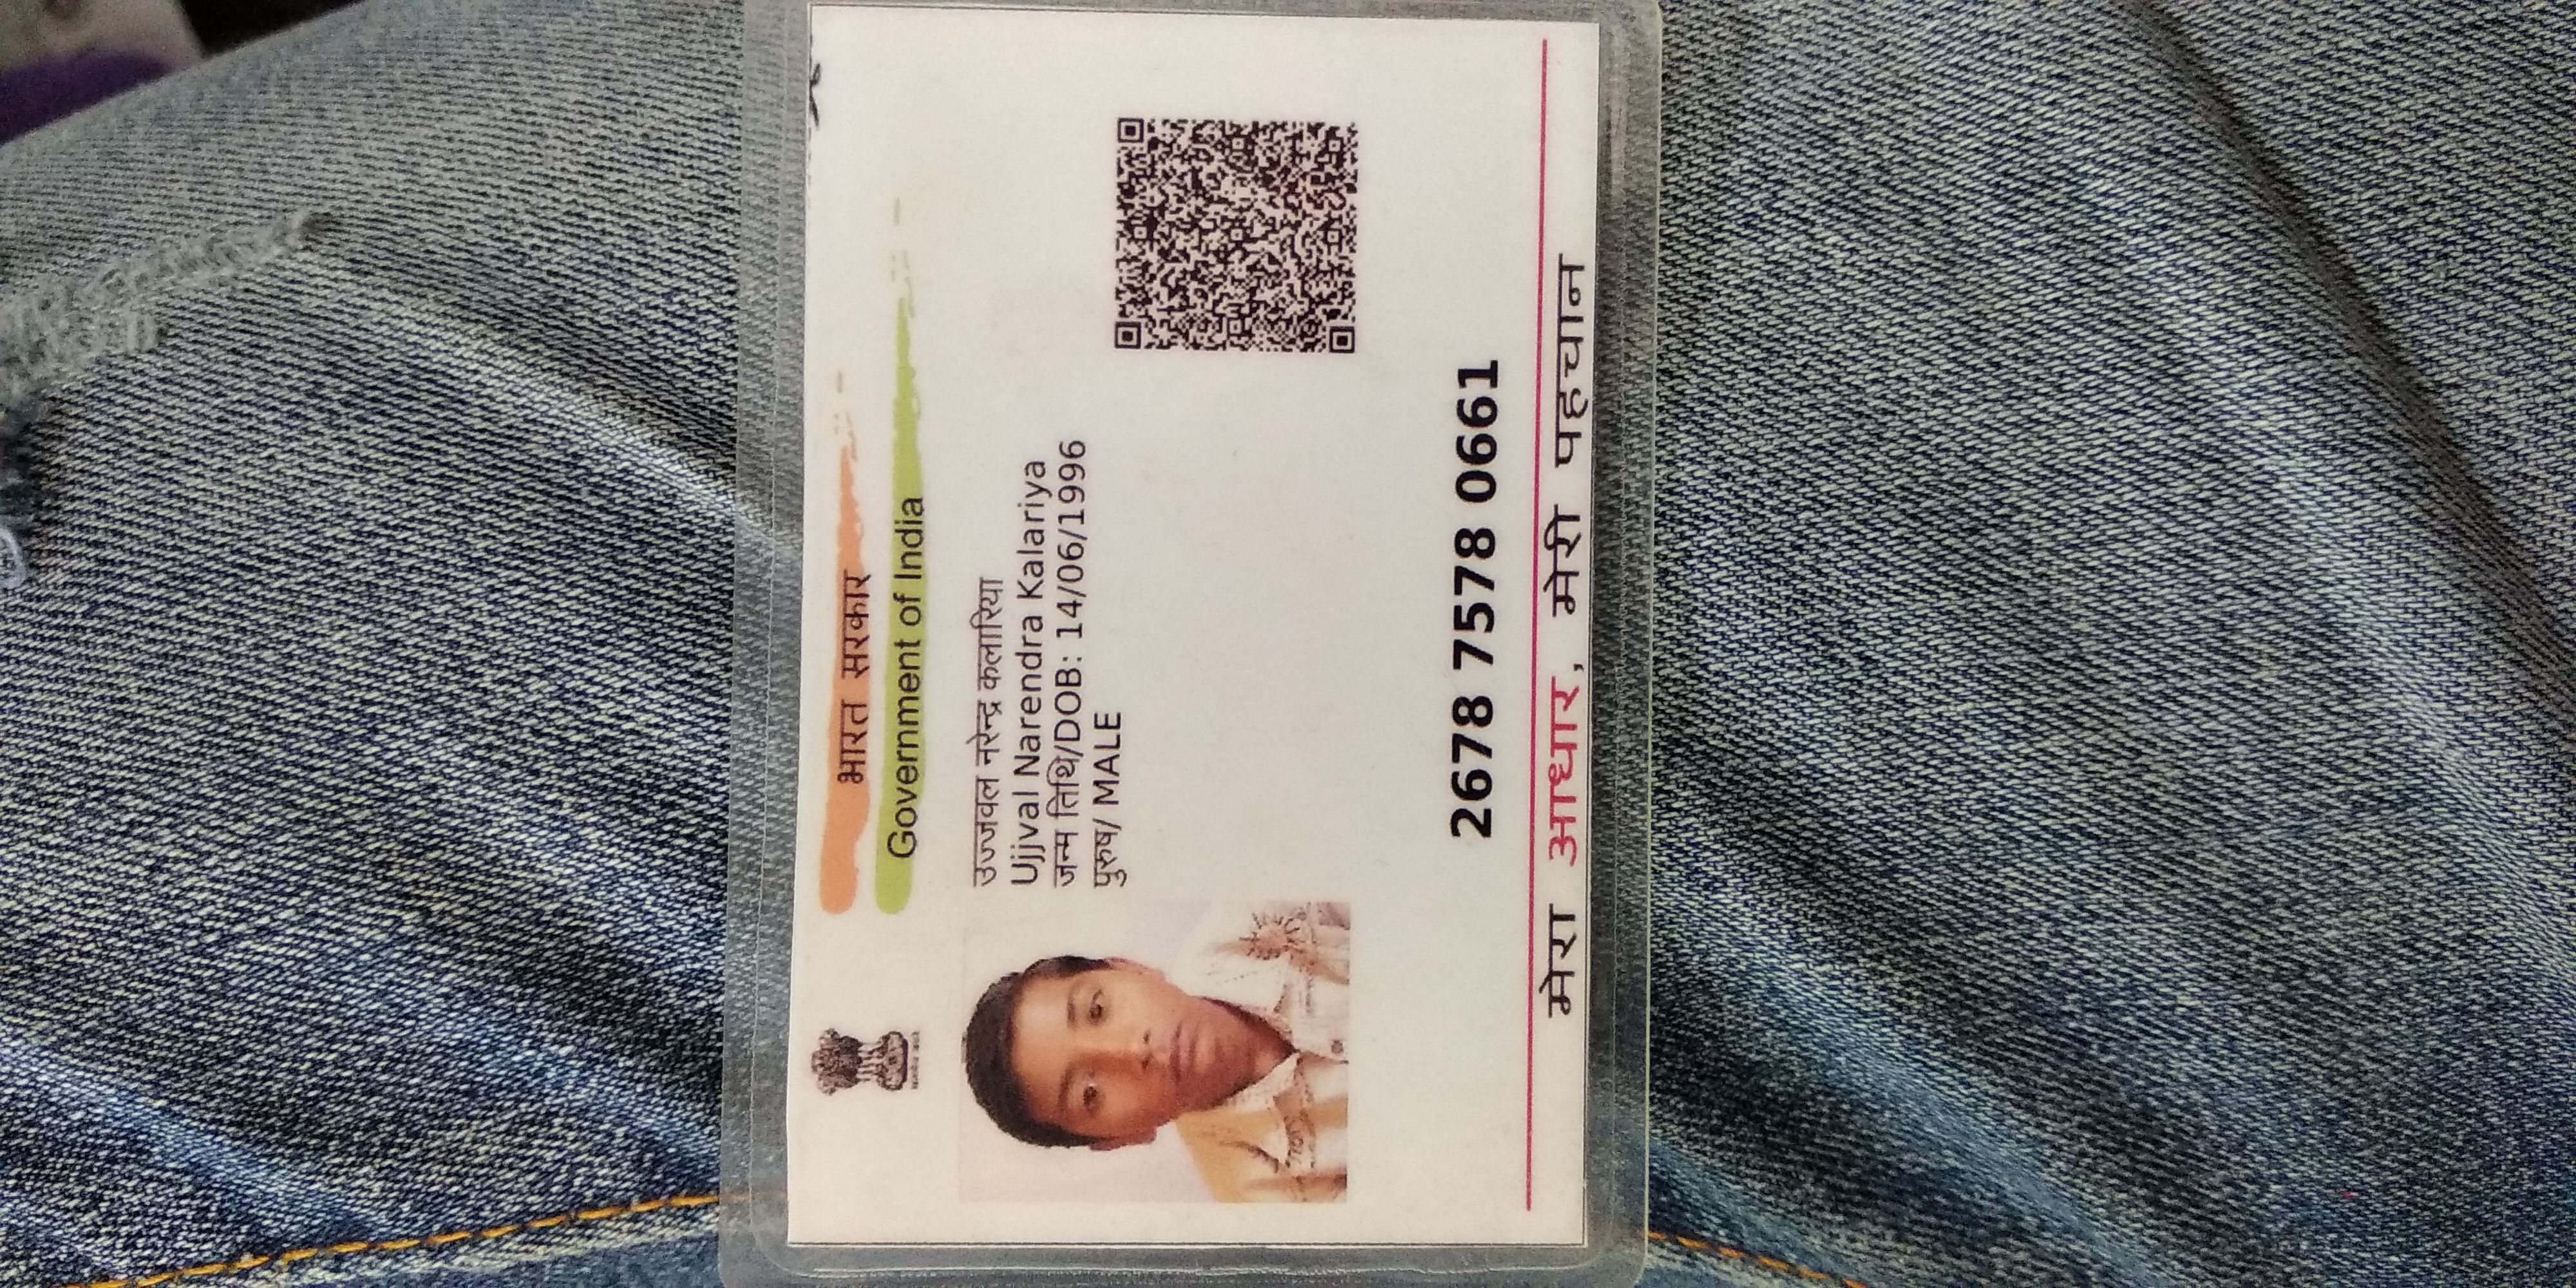 भारत सरकार
Government of India
उज्जवल नरेन्द्र कलारिया
Ujjval Narendra Kalariya
जन्म तिथि/DOB: 14/06/1996
पुरुष/ MALE
2678 7578 0661
मेरा आधार, मेरी पहचान